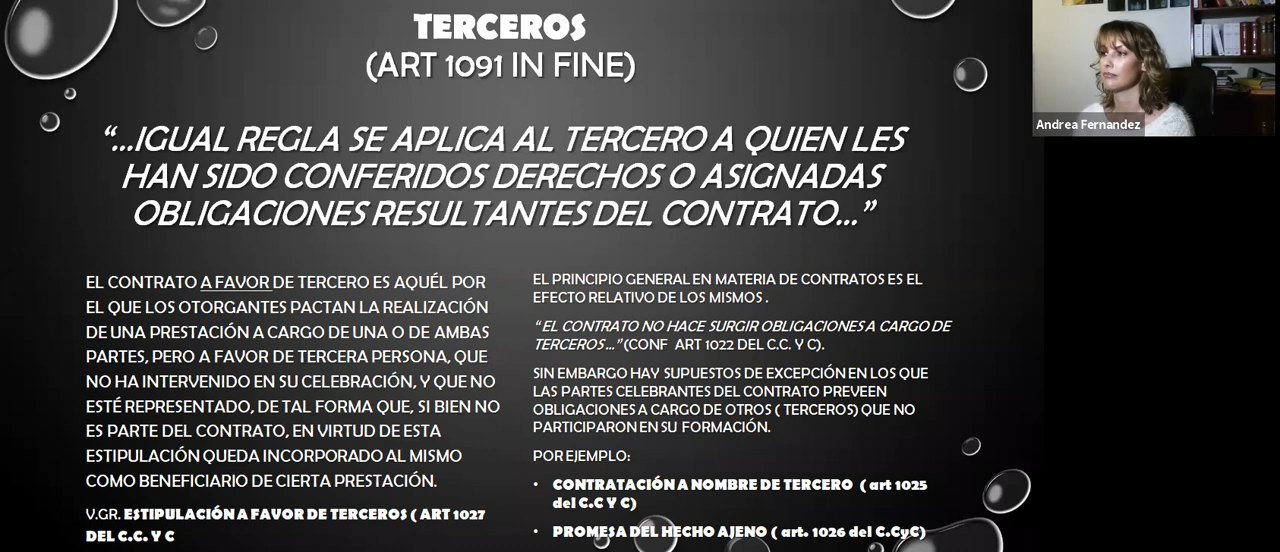 TERCEROS
(ART 1091 IN FINE)
“...IGUAL REGLA SE APLICA AL TERCERO A QUIEN LES
HAN SIDO CONFERIDOS DERECHOS O ASIGNADAS
OBLIGACIONES RESULTANTES DEL CONTRATO...”
EL CONTRATO A FAVOR DE TERCERO ES AQUÉL POR
EL QUE LOS OTORGANTES PACTAN LA REALIZACIÓN
DE UNA PRESTACIÓN A CARGO DE UNA O DE AMBAS
PARTES, PERO A FAVOR DE TERCERA PERSONA, QUE
NO HA INTERVENIDO EN SU CELEBRACIÓN, Y QUE NO
ESTÉ REPRESENTADO, DE TAL FORMA QUE, SI BIEN NO
ES PARTE DEL CONTRATO, EN VIRTUD DE ESTA
ESTIPULACIÓN QUEDA INCORPORADO AL MISMO
COMO BENEFICIARIO DE CIERTA PRESTACIÓN.
V.GR. ESTIPULACIÓN A FAVOR DE TERCEROS ( ART 1027
DEL C.C. Y C
EL PRINCIPIO GENERAL EN MATERIA DE CONTRATOS ES EL
EFECTO RELATIVO DE LOS MISMOS .
“ EL CONTRATO NO HACE SURGIR OBLIGACIONES A CARGO DE
TERCEROS ...” (CONF ART 1022 DEL C.C. Y C).
SIN EMBARGO HAY SUPUESTOS DE EXCEPCIÓN EN LOS QUE
LAS PARTES CELEBRANTES DEL CONTRATO PREVEEN
OBLIGACIONES A CARGO DE OTROS ( TERCEROS) QUE NO
PARTICIPARON EN SU FORMACIÓN.
POR EJEMPLO:
• CONTRATACIÓN A NOMBRE DE TERCERO ( art 1025
del C.C Y C)
• PROMESA DEL HECHO AJENO ( art. 1026 del C.CyC)
Andrea Fernandez